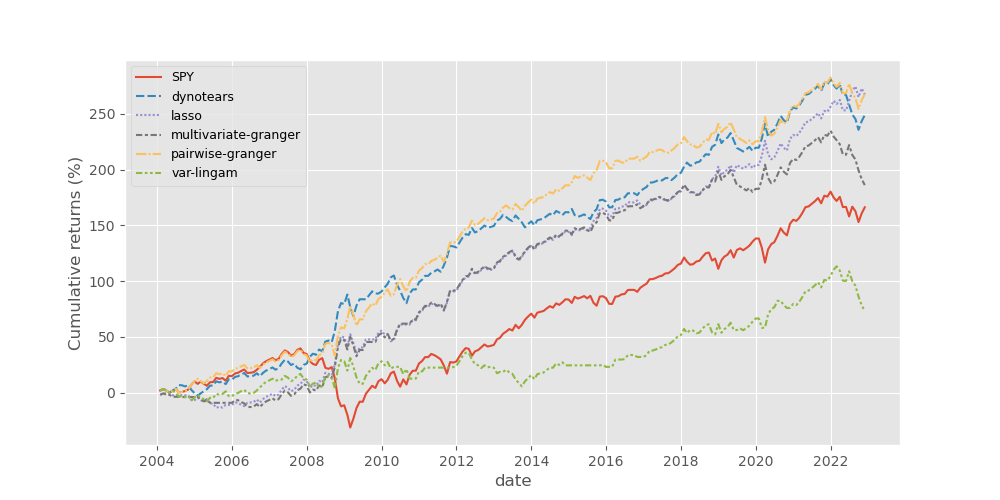 SPY
dynotears
lasso
multivariate-granger
pairwise-granger
var-lingam
Cumulative returns (%)
250
200
150
100
50
0
2004 2006 2008 2010 2012 2014 2016 2018 2020 2022
date